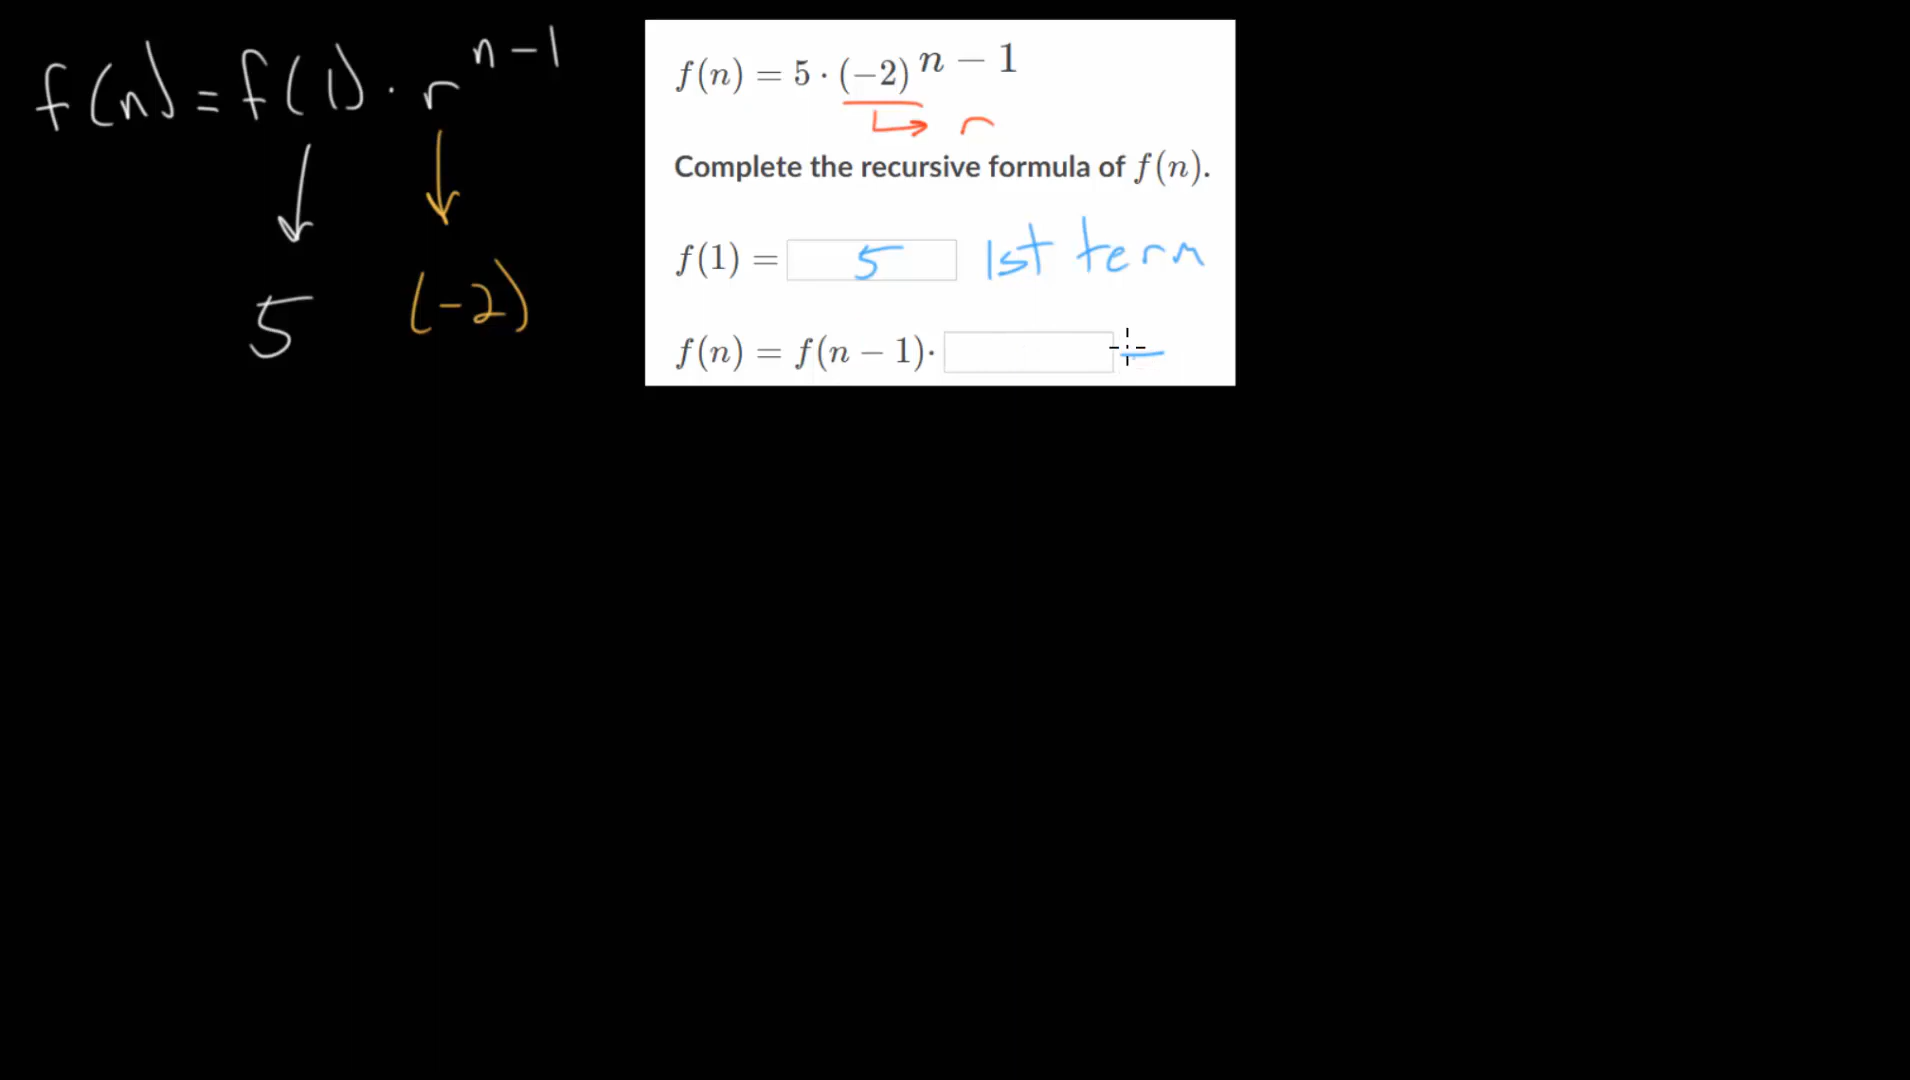 f(n) = f(1) · r^{n-1}
5 (-2)
f(n) = 5 · (−2)^{n − 1}
r
Complete the recursive formula of f(n).
f(1) = 5 1st term
f(n) = f(n − 1)·